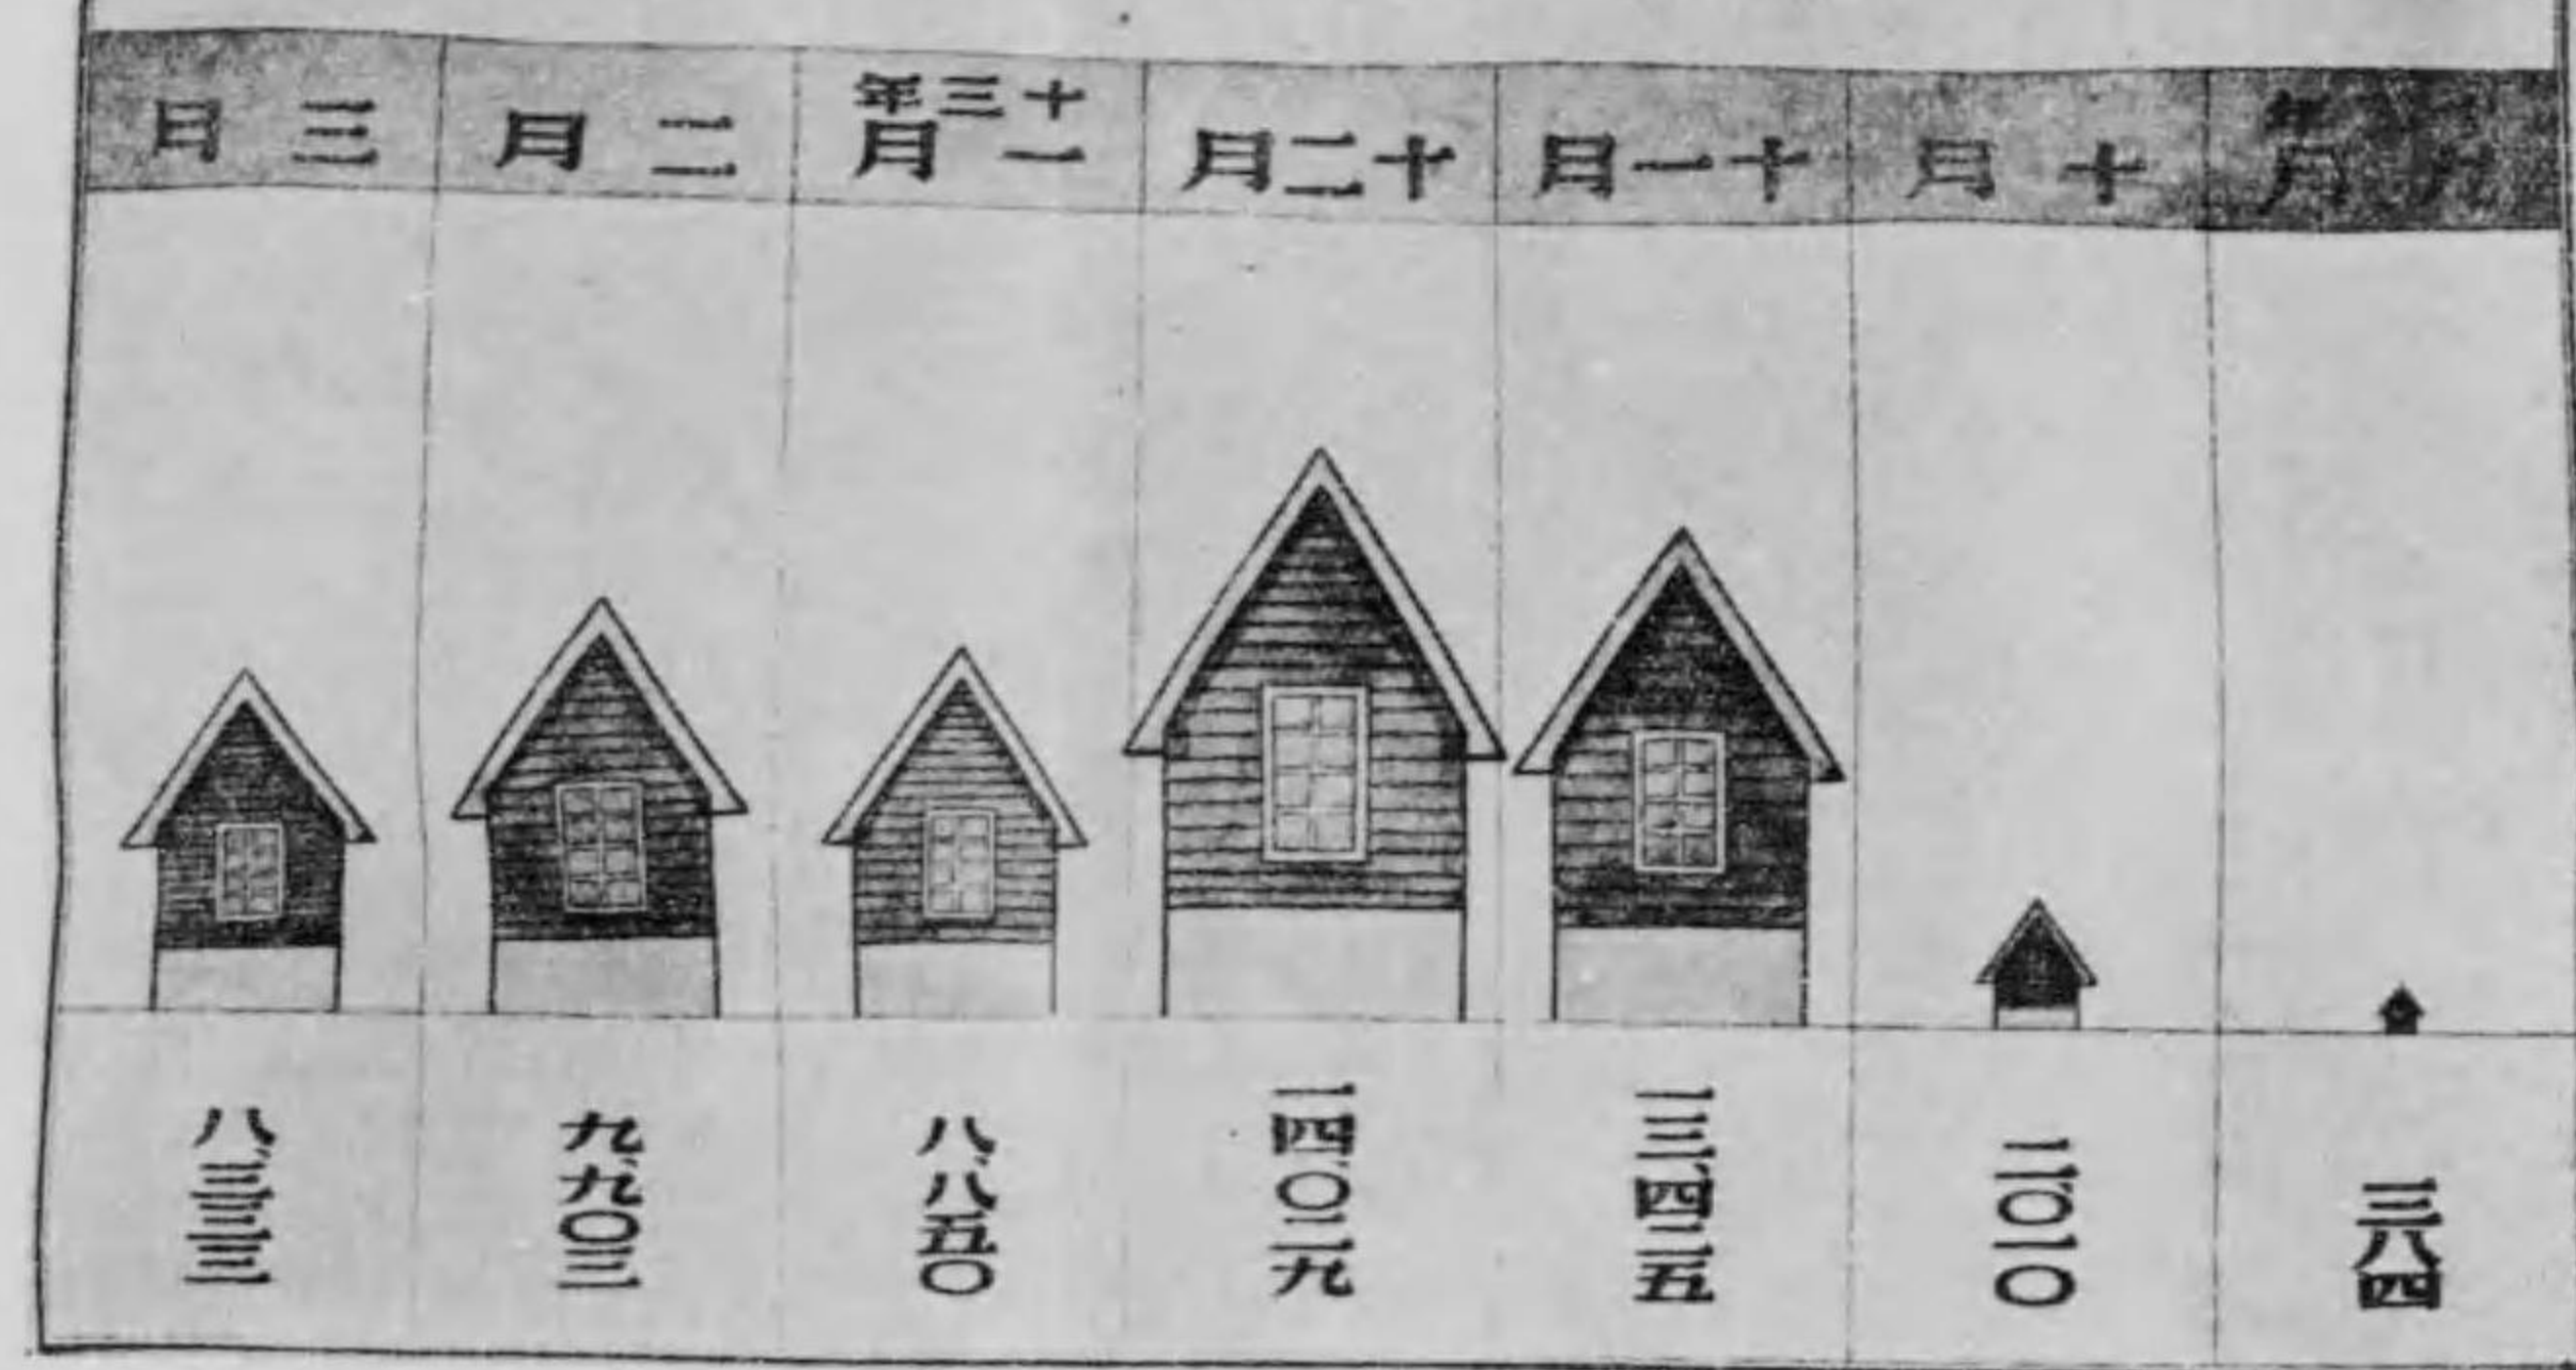 月
十月
十一月
十二月
十三年
一月
二月
三月
三八四
二、〇一〇
一三、四二五
一四、〇二九
八、八五〇
九、九〇三
八、三三三